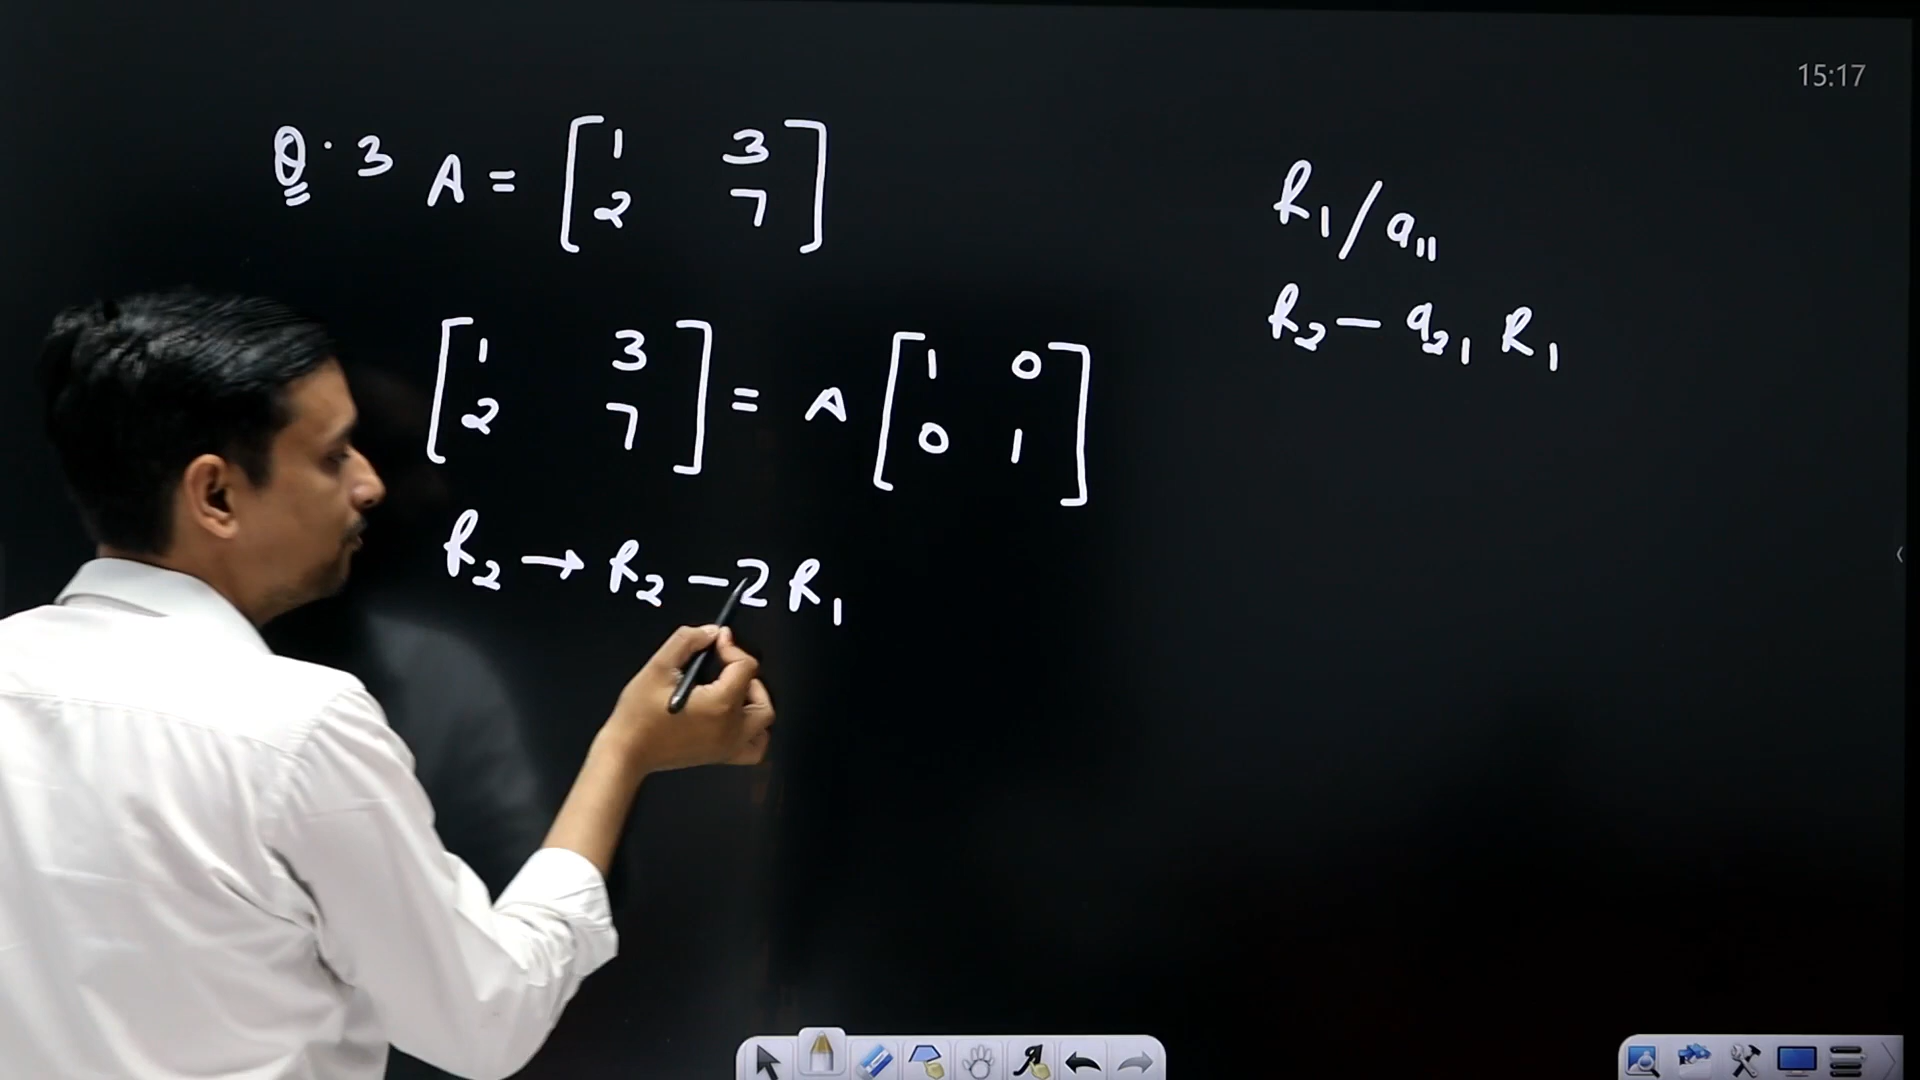 15:17
Q. 3 A = [1 3
2 7]
R₁/a₁₁
R₂ - a₂₁ R₁
[1 3
2 7] = A [1 0
0 1]
R₂ → R₂ - 2 R₁